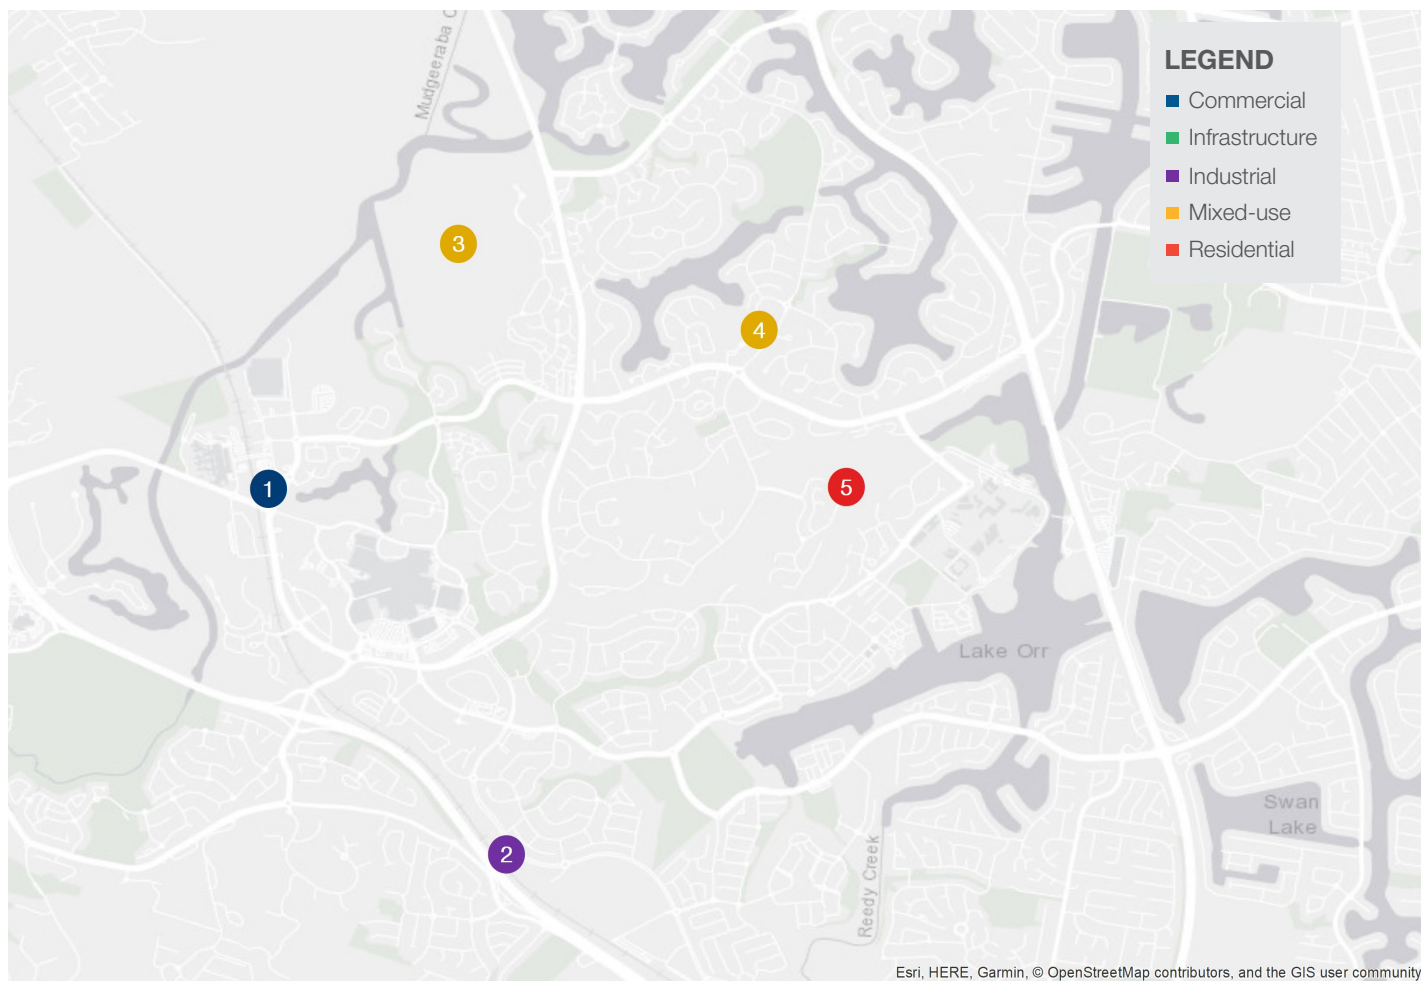 Mudgeeraba C
LEGEND
Commercial
Infrastructure
Industrial
Mixed-use
Residential
3
4
1
5
Lake Orr
Swan
Lake
2
Reedy Creek
Esri, HERE, Garmin, © OpenStreetMap contributors, and the GIS user community